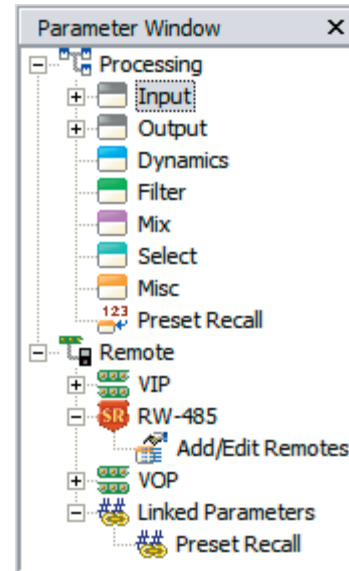 Parameter Window
Processing
Input
Output
Dynamics
Filter
Mix
Select
Misc
123 Preset Recall
Remote
VIP
SR RW-485
Add/Edit Remotes
VOP
Linked Parameters
Preset Recall